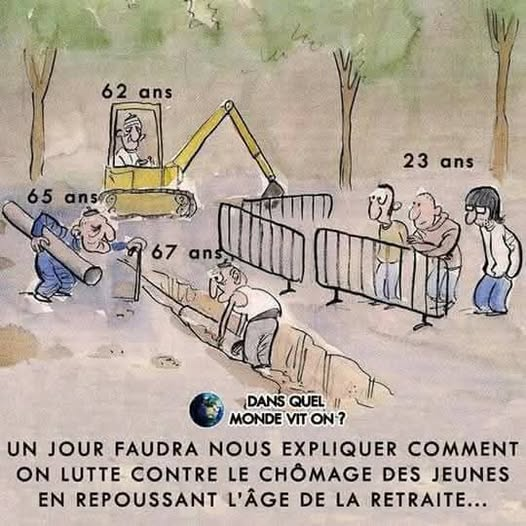 62 ans
23 ans
65 ans
67 ans
DANS QUEL
MONDE VIT ON ?
UN JOUR FAUDRA NOUS EXPLIQUER COMMENT
ON LUTTE CONTRE LE CHÔMAGE DES JEUNES
EN REPOUSSANT L'ÂGE DE LA RETRAITE...